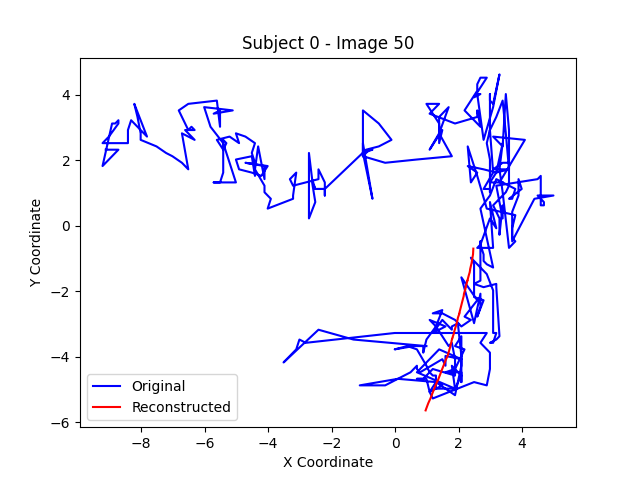 Subject 0 - Image 50
4
2
0
−2
−4
−6
Y Coordinate
Original
Reconstructed
−8 −6 −4 −2 0 2 4
X Coordinate